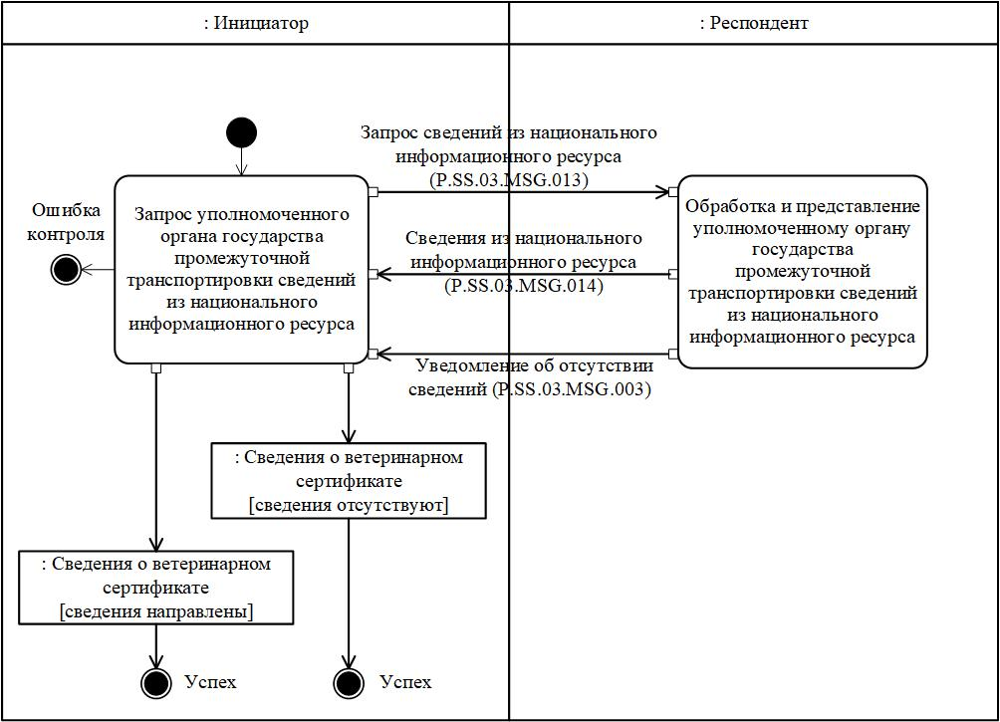 : Инициатор
: Респондент
Запрос сведений из национального
информационного ресурса
(P.SS.03.MSG.013)
Ошибка
контроля
Запрос уполномоченного
органа государства
промежуточной
транспортировки сведений
из национального
информационного ресурса
Сведения из национального
информационного ресурса
(P.SS.03.MSG.014)
Обработка и представление
уполномоченному органу
государства
промежуточной
транспортировки сведений
из национального
информационного ресурса
Уведомление об отсутствии
сведений (P.SS.03.MSG.003)
: Сведения о ветеринарном
сертификате
[сведения отсутствуют]
: Сведения о ветеринарном
сертификате
[сведения направлены]
Успех
Успех